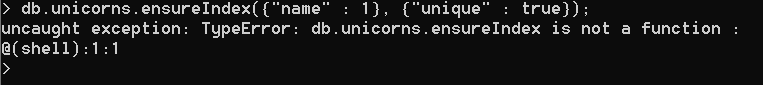 > db.unicorns.ensureIndex({"name" : 1}, {"unique" : true});
uncaught exception: TypeError: db.unicorns.ensureIndex is not a function :
@(shell):1:1
>